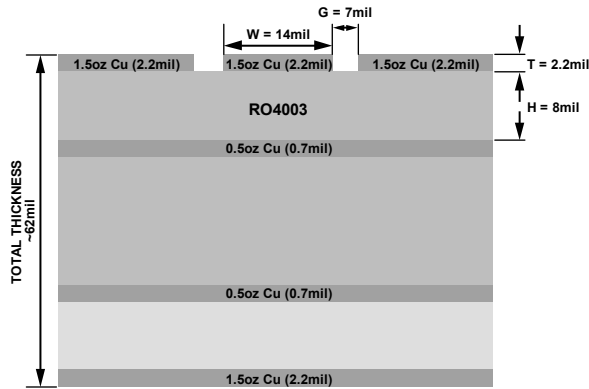 G = 7mil
W = 14mil
1.5oz Cu (2.2mil)
1.5oz Cu (2.2mil)
1.5oz Cu (2.2mil)
T = 2.2mil
RO4003
H = 8mil
0.5oz Cu (0.7mil)
TOTAL THICKNESS
~62mil
0.5oz Cu (0.7mil)
1.5oz Cu (2.2mil)